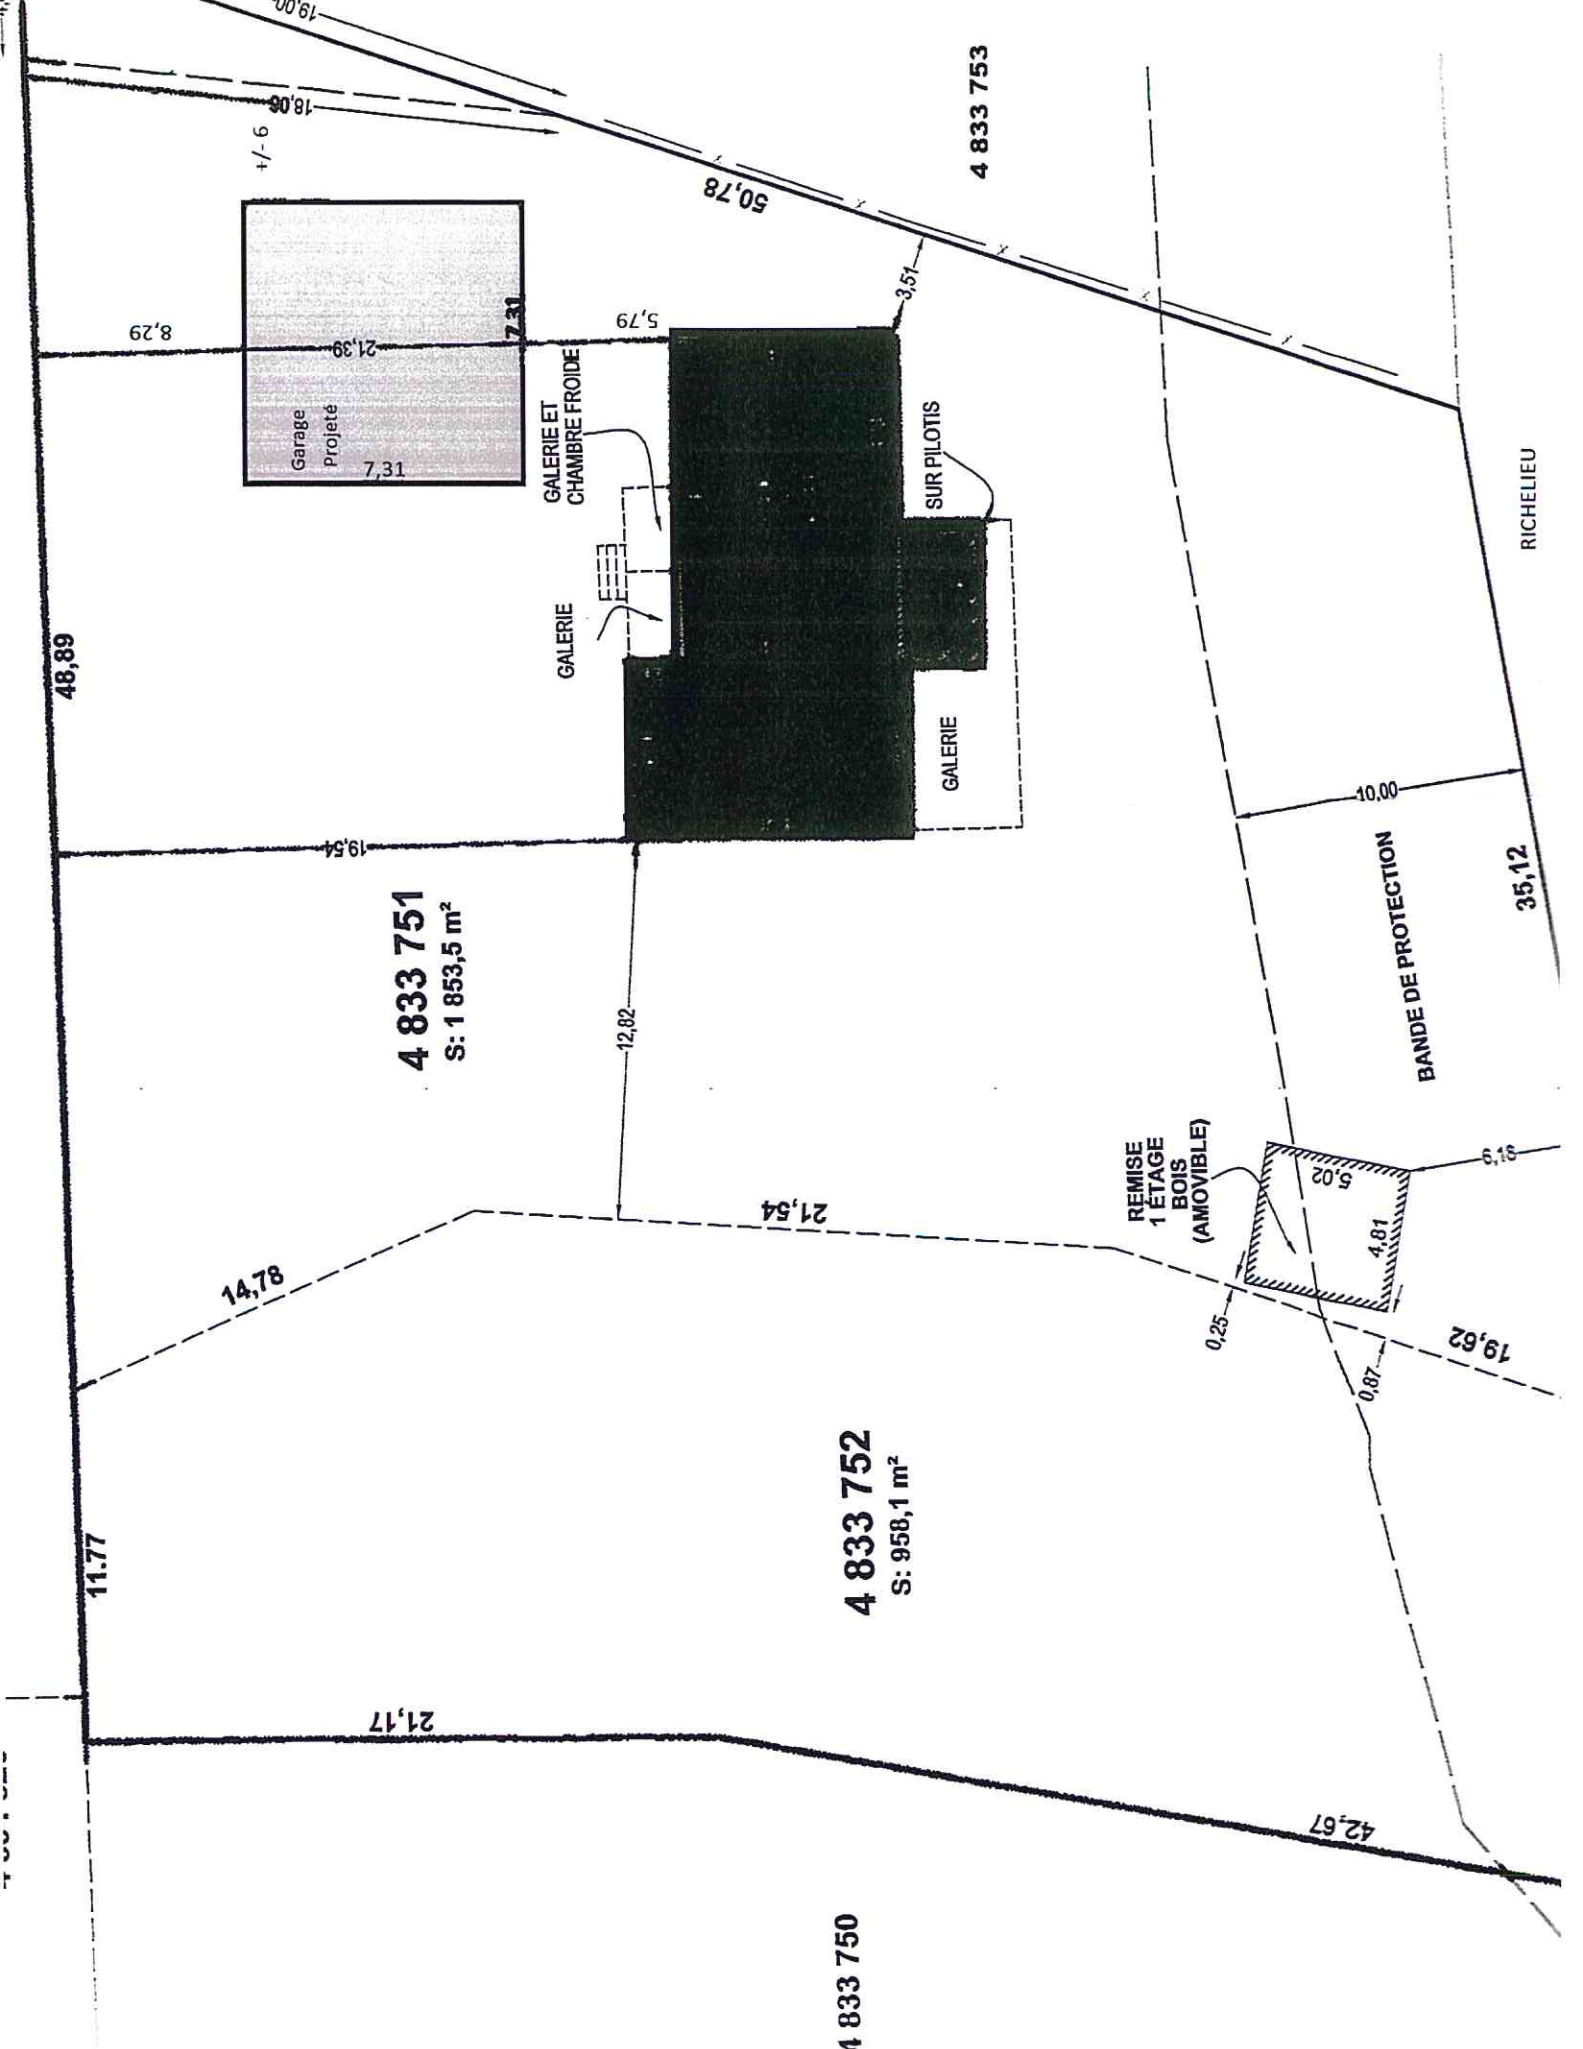 19,00
18,06
+/- 6
4 833 753
50,78
8,29
21,39
7,31
5,79
Garage
Projeté
7,31
3,51
GALERIE ET
CHAMBRE FROIDE
SUR PILOTIS
GALERIE
GALERIE
RICHELIEU
48,89
19,54
10,00
BANDE DE PROTECTION
35,12
4 833 751
S: 1 853,5 m²
12,82
21,54
14,78
REMISE
1 ÉTAGE
BOIS
(AMOVIBLE)
5,02
4,81
6,16
0,25
0,87
19,62
4 833 752
S: 958,1 m²
11.77
21,17
42,67
4 833 750